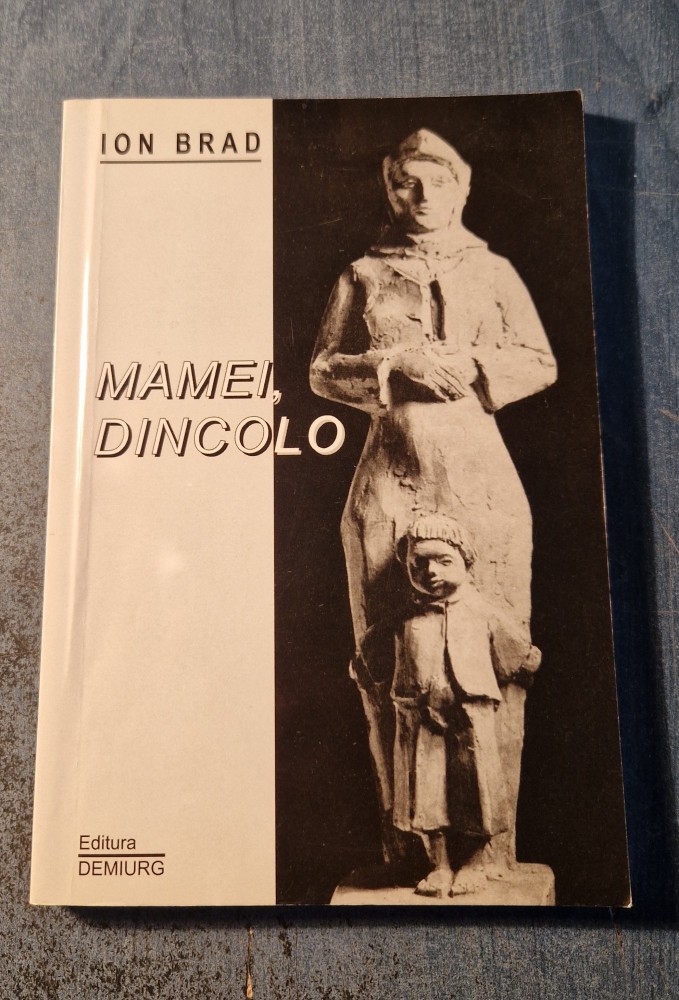 ION BRAD
MAMEI,
DINCOLO
Editura
DEMIURG